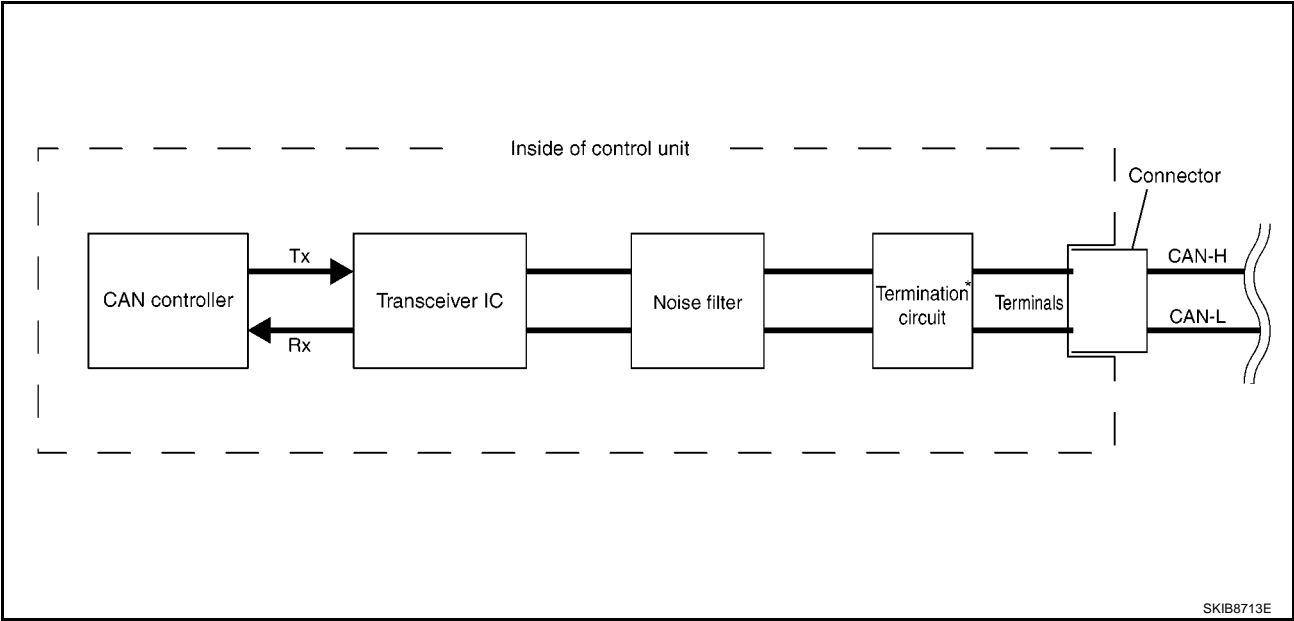 Inside of control unit
Connector
CAN controller
Tx
Rx
Transceiver IC
Noise filter
Termination*
circuit
Terminals
CAN-H
CAN-L
SKIB8713E